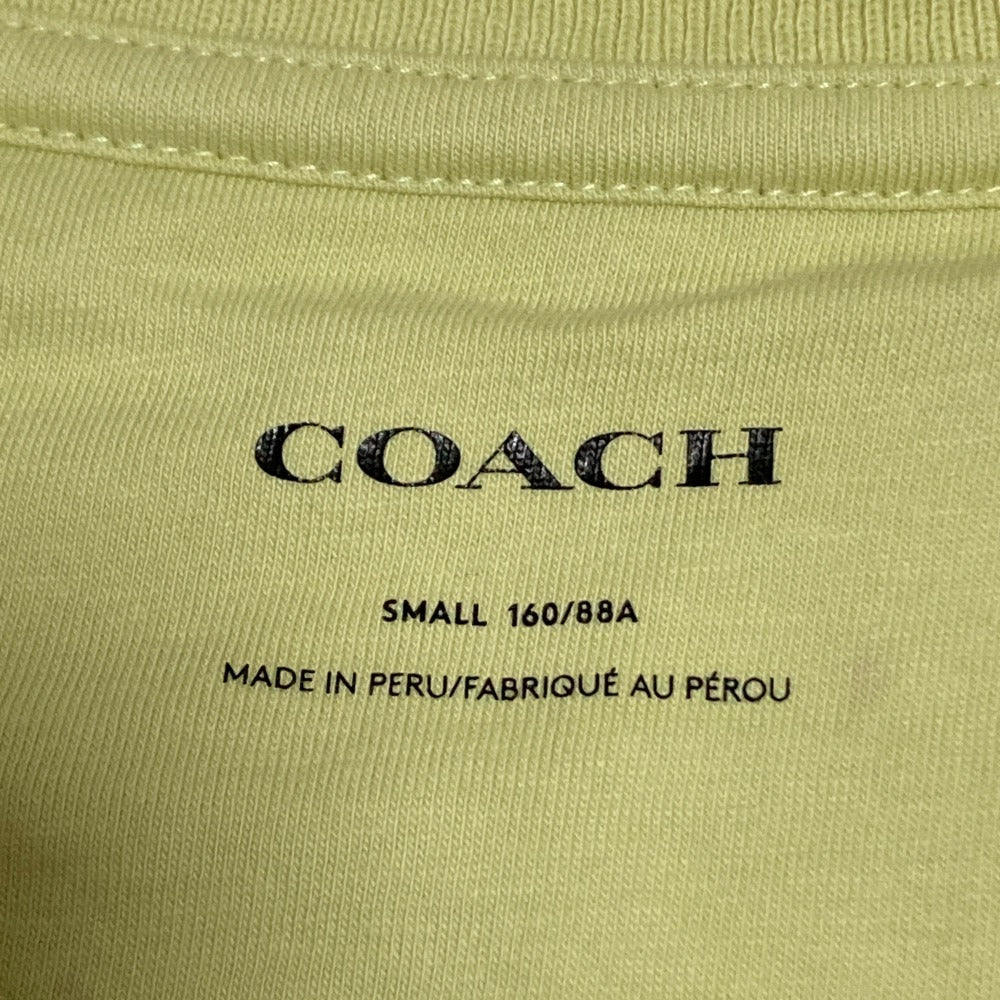 COACH
SMALL 160/88A
MADE IN PERU/FABRIQUÉ AU PÉROU